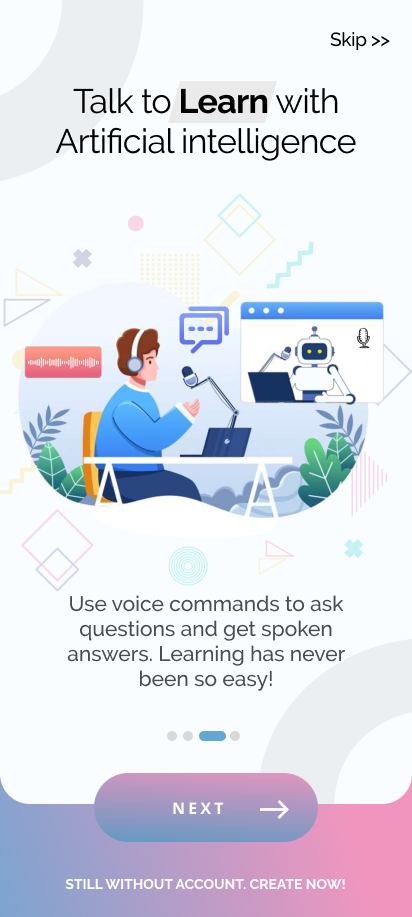 Skip >>
Talk to Learn with
Artificial intelligence
Use voice commands to ask
questions and get spoken
answers. Learning has never
been so easy!
NEXT
STILL WITHOUT ACCOUNT. CREATE NOW!